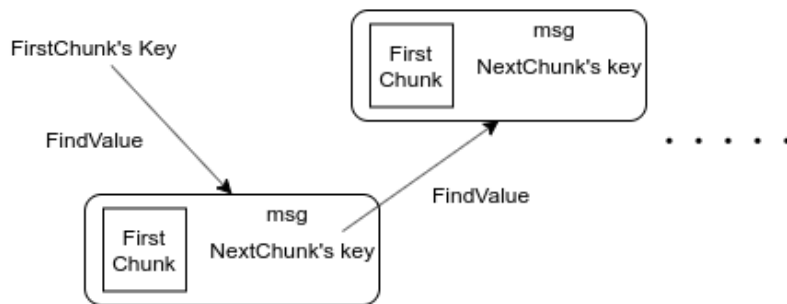 FirstChunk's Key
FindValue
First
Chunk
msg
NextChunk's key
FindValue
First
Chunk
msg
NextChunk's key